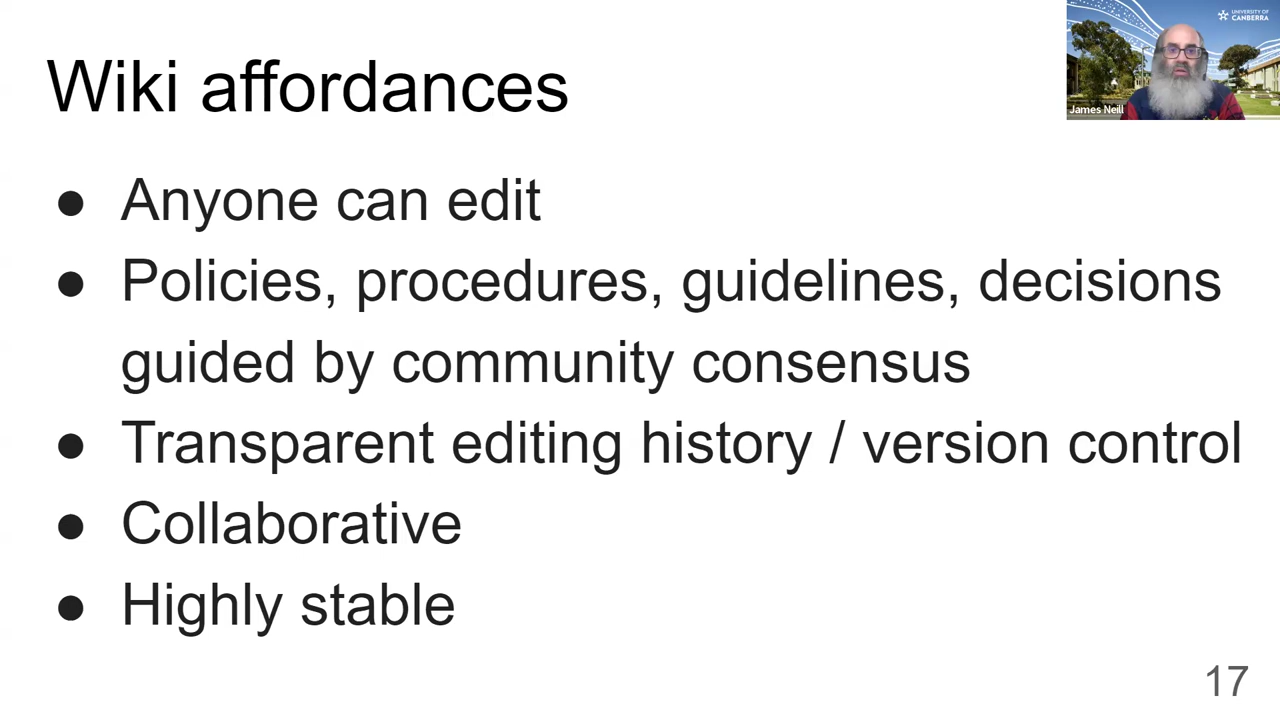 Wiki affordances
UNIVERSITY OF
CANBERRA
James Neill
● Anyone can edit
● Policies, procedures, guidelines, decisions
guided by community consensus
● Transparent editing history / version control
● Collaborative
● Highly stable
17